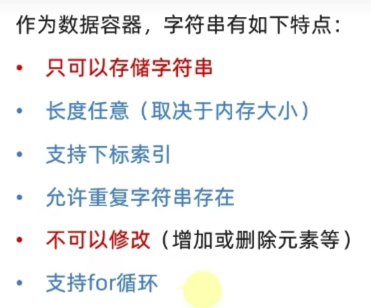 作为数据容器，字符串有如下特点：
• 只可以存储字符串
• 长度任意（取决于内存大小）
• 支持下标索引
• 允许重复字符串存在
• 不可以修改（增加或删除元素等）
• 支持for循环